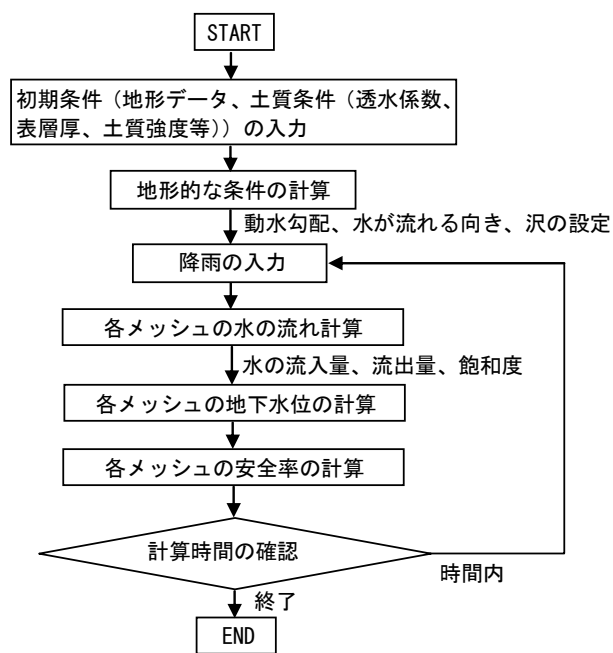 START
初期条件（地形データ、土質条件（透水係数、
表層厚、土質強度等））の入力
地形的な条件の計算
動水勾配、水が流れる向き、沢の設定
降雨の入力
各メッシュの水の流れ計算
水の流入量、流出量、飽和度
各メッシュの地下水位の計算
各メッシュの安全率の計算
計算時間の確認
時間内
終了
END